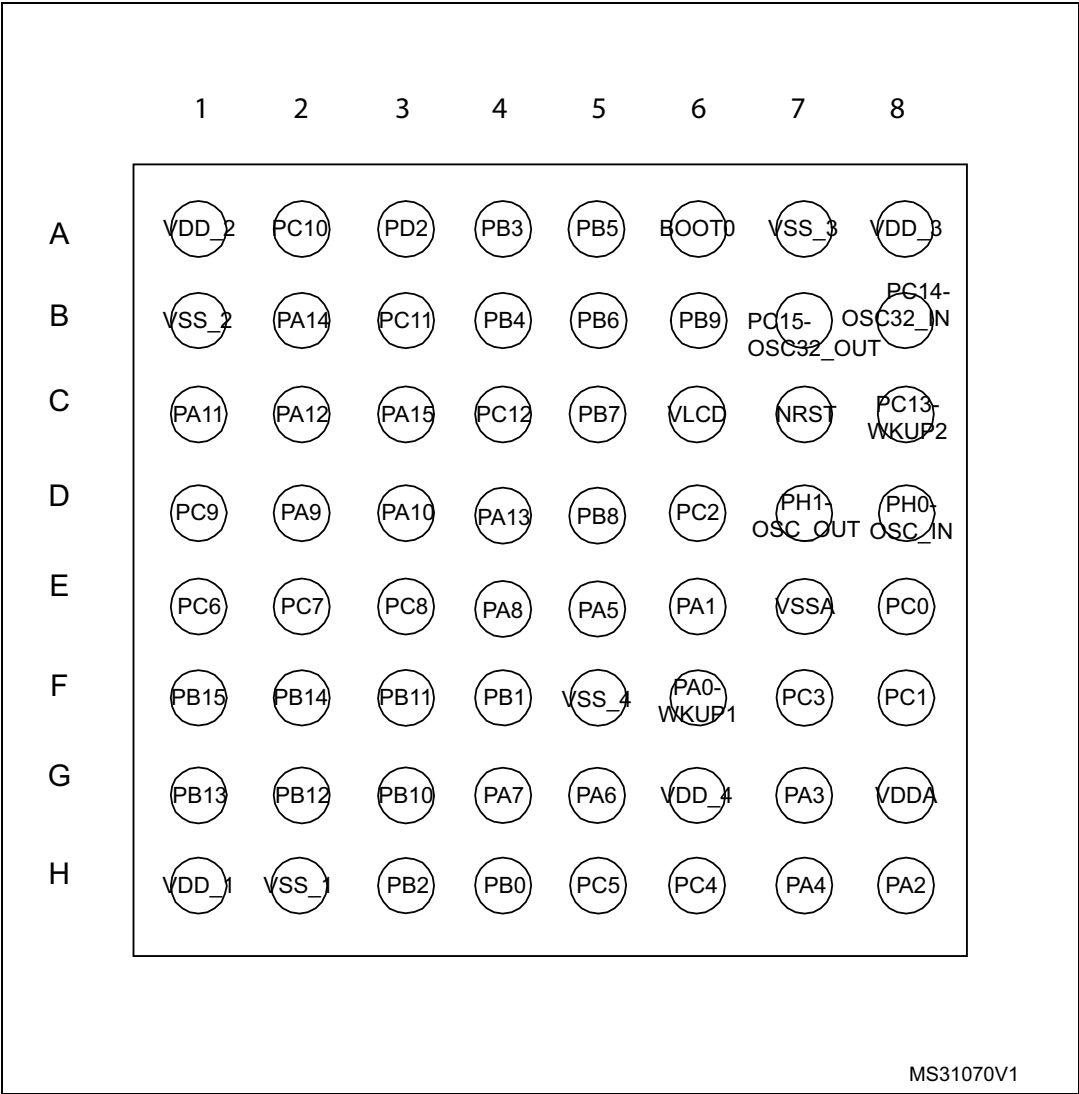 1 2 3 4 5 6 7 8
A VDD_2 PC10 PD2 PB3 PB5 BOOT0 VSS_3 VDD_3
B VSS_2 PA14 PC11 PB4 PB6 PB9 PC15-OSC32_OUT PC14-OSC32_IN
C PA11 PA12 PA15 PC12 PB7 VLCD NRST PC13-WKUP2
D PC9 PA9 PA10 PA13 PB8 PC2 PH1-OSC_OUT PH0-OSC_IN
E PC6 PC7 PC8 PA8 PA5 PA1 VSSA PC0
F PB15 PB14 PB11 PB1 VSS_4 PA0-WKUP1 PC3 PC1
G PB13 PB12 PB10 PA7 PA6 VDD_4 PA3 VDDA
H VDD_1 VSS_1 PB2 PB0 PC5 PC4 PA4 PA2
MS31070V1